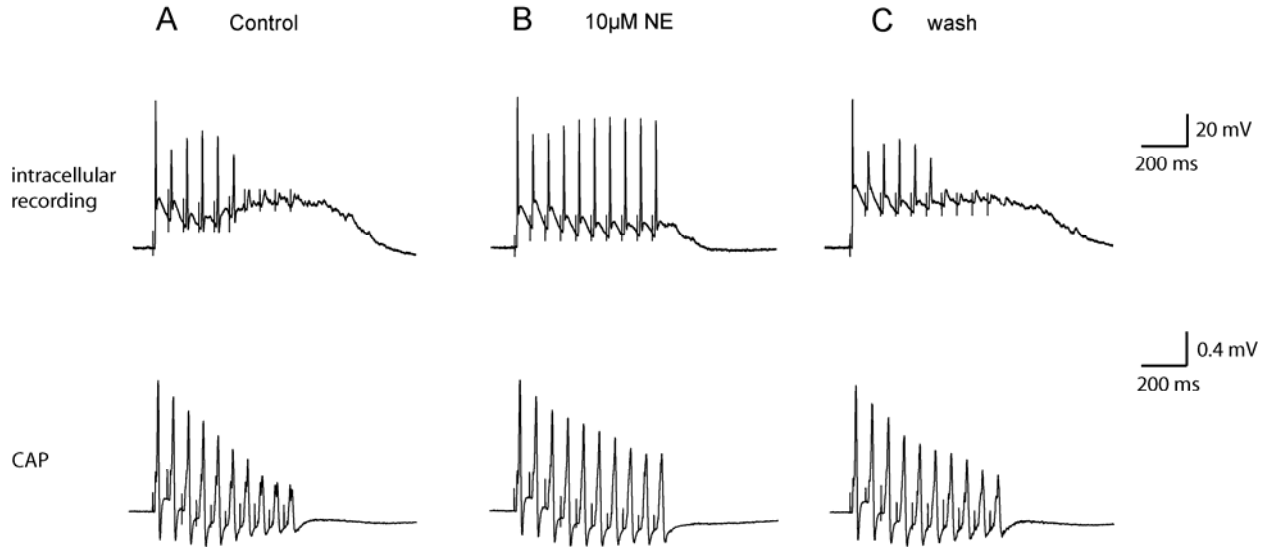 A Control
B 10µM NE
C wash
intracellular
recording
20 mV
200 ms
CAP
0.4 mV
200 ms